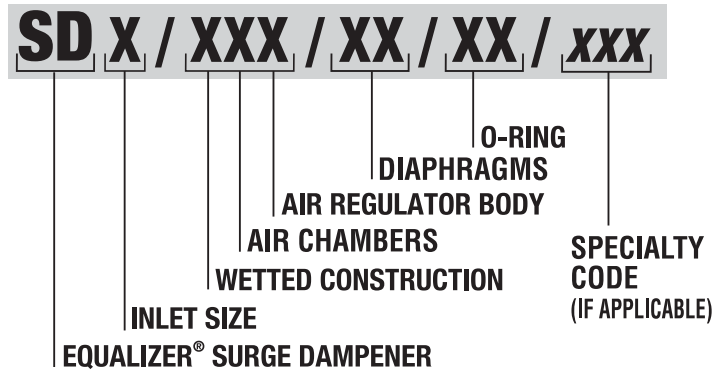 SD X / XXX / XX / XX / XXX
O-RING
DIAPHRAGMS
AIR REGULATOR BODY
AIR CHAMBERS
WETTED CONSTRUCTION
SPECIALTY
CODE
(IF APPLICABLE)
INLET SIZE
EQUALIZER® SURGE DAMPENER